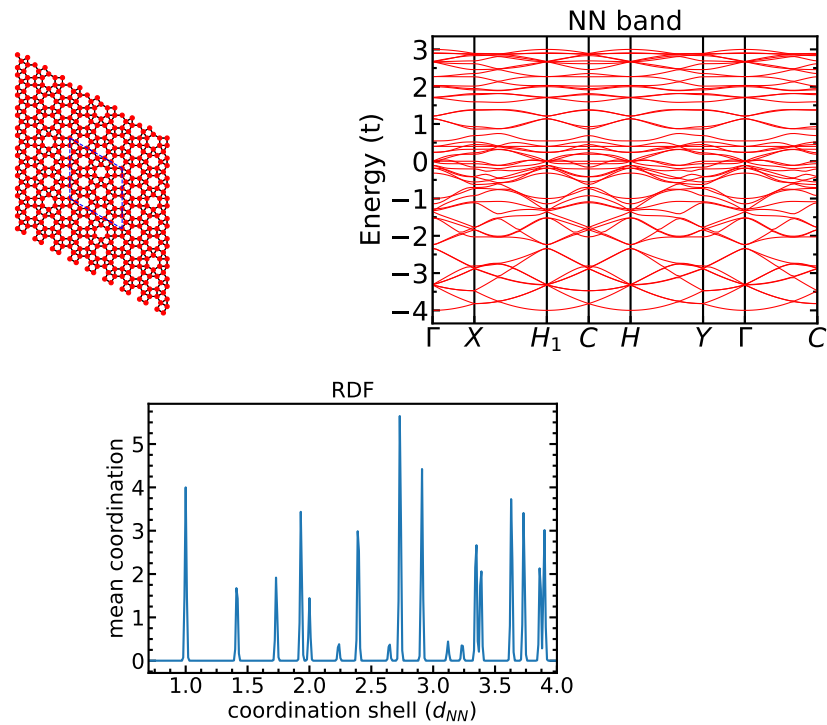 NN band
Energy (t)
3
2
1
0
−1
−2
−3
−4
Γ X H₁ C H Y Γ C
RDF
mean coordination
5
4
3
2
1
0
1.0 1.5 2.0 2.5 3.0 3.5 4.0
coordination shell (d_NN)